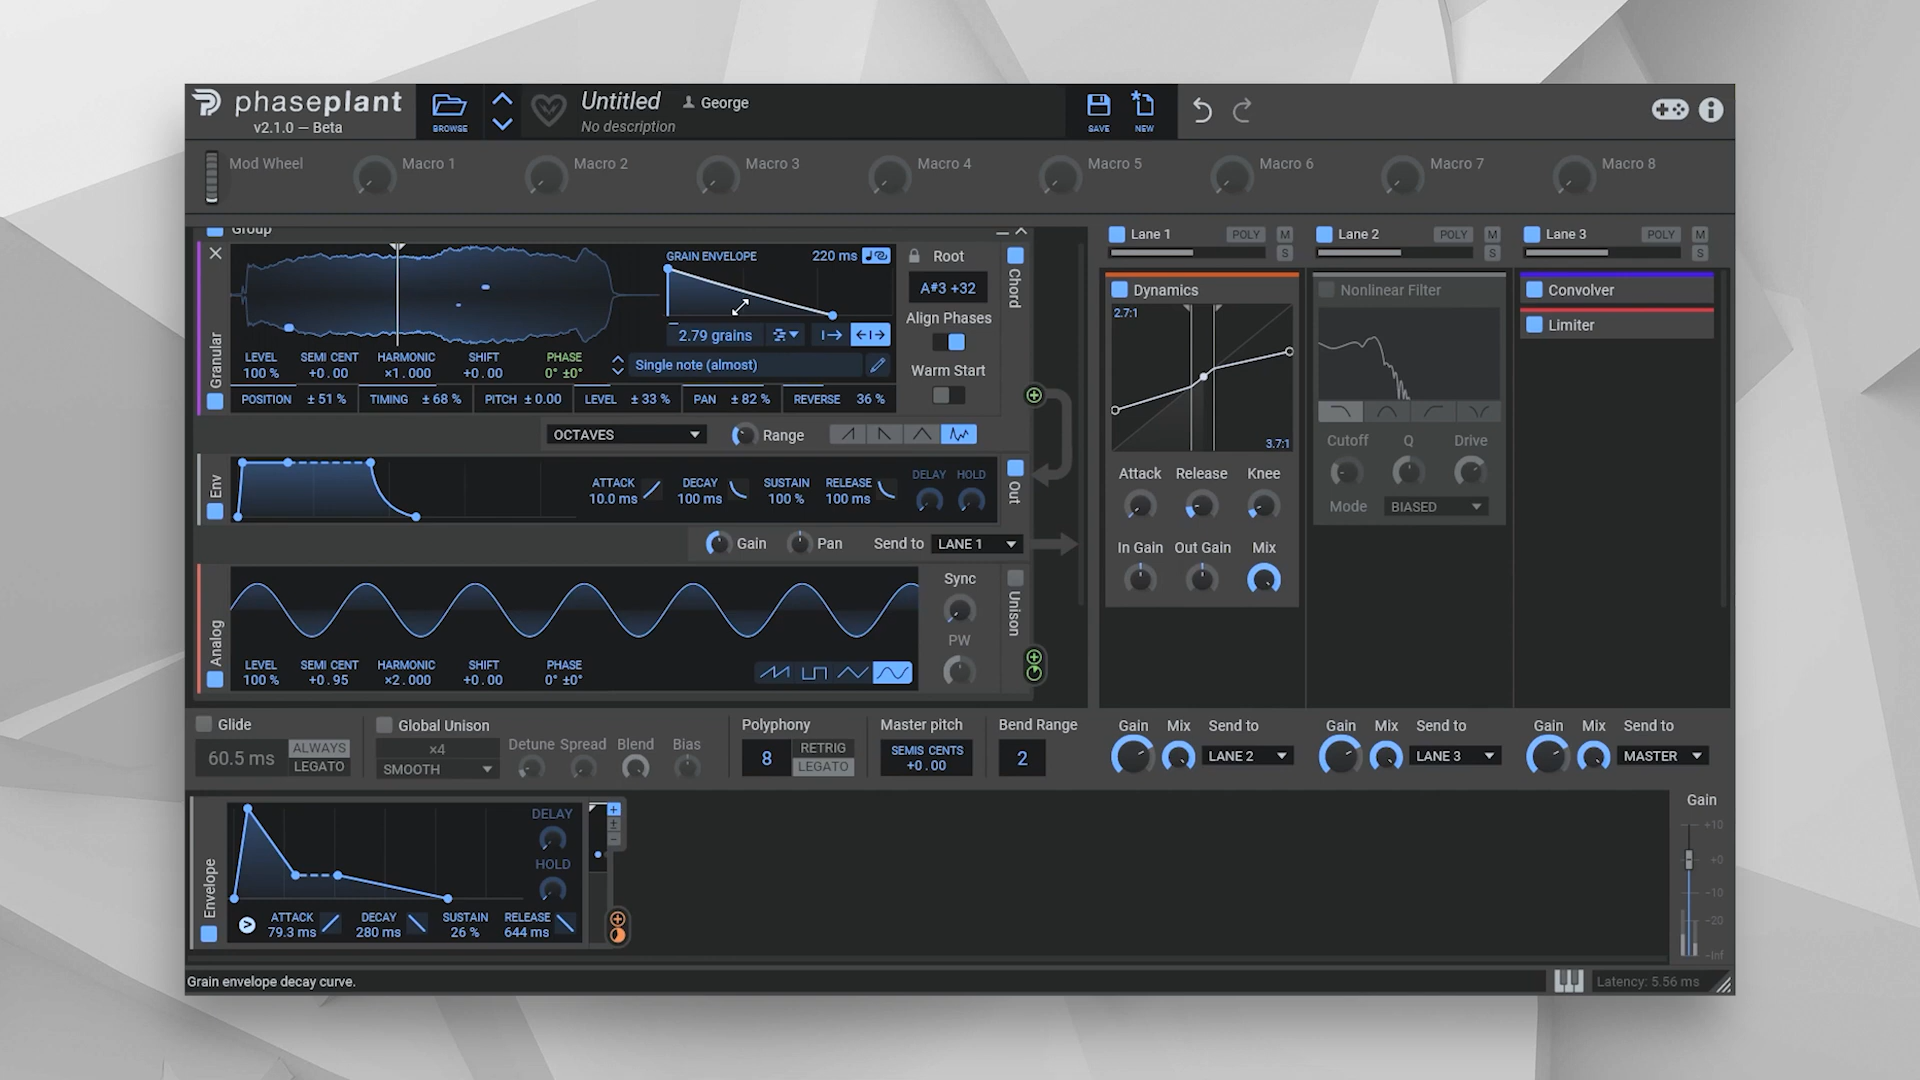 phaseplant
v2.1.0 — Beta
BROWSE
Untitled
George
No description
SAVE
NEW
Mod Wheel
Macro 1
Macro 2
Macro 3
Macro 4
Macro 5
Macro 6
Macro 7
Macro 8
Group
Granular
GRAIN ENVELOPE
220 ms
2.79 grains
Single note (almost)
LEVEL
100 %
SEMI CENT
+0.00
HARMONIC
×1.000
SHIFT
+0.00
PHASE
0° ±0°
POSITION ± 51 %
TIMING ± 68 %
PITCH ± 0.00
LEVEL ± 33 %
PAN ± 82 %
REVERSE 36 %
Root
A#3 +32
Align Phases
Warm Start
Chord
OCTAVES
Range
Env
ATTACK
10.0 ms
DECAY
100 ms
SUSTAIN
100 %
RELEASE
100 ms
DELAY
HOLD
Out
Gain
Pan
Send to
LANE 1
Analog
LEVEL
100 %
SEMI CENT
+0.95
HARMONIC
×2.000
SHIFT
+0.00
PHASE
0° ±0°
Sync
PW
Unison
Lane 1
POLY
M
S
Dynamics
2.7:1
3.7:1
Attack
Release
Knee
In Gain
Out Gain
Mix
Lane 2
POLY
M
S
Nonlinear Filter
Cutoff
Q
Drive
Mode
BIASED
Lane 3
POLY
M
S
Convolver
Limiter
Glide
60.5 ms
ALWAYS
LEGATO
Global Unison
×4
SMOOTH
Detune
Spread
Blend
Bias
Polyphony
8
RETRIG
LEGATO
Master pitch
SEMIS CENTS
+0.00
Bend Range
2
Gain
Mix
Send to
LANE 2
Gain
Mix
Send to
LANE 3
Gain
Mix
Send to
MASTER
Envelope
DELAY
HOLD
ATTACK
79.3 ms
DECAY
280 ms
SUSTAIN
26 %
RELEASE
644 ms
Gain
+10
+0
-10
-20
-Inf
Grain envelope decay curve.
Latency: 5.56 ms